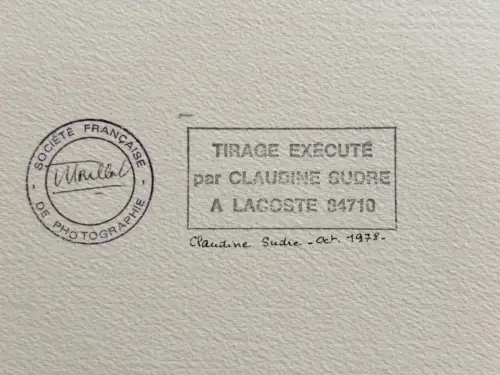 - SOCIÉTÉ FRANÇAISE -
DE PHOTOGRAPHIE
TIRAGE EXÉCUTÉ
par CLAUDINE SUDRE
A LACOSTE 84710
Claudine Sudre - oct. 1978 -